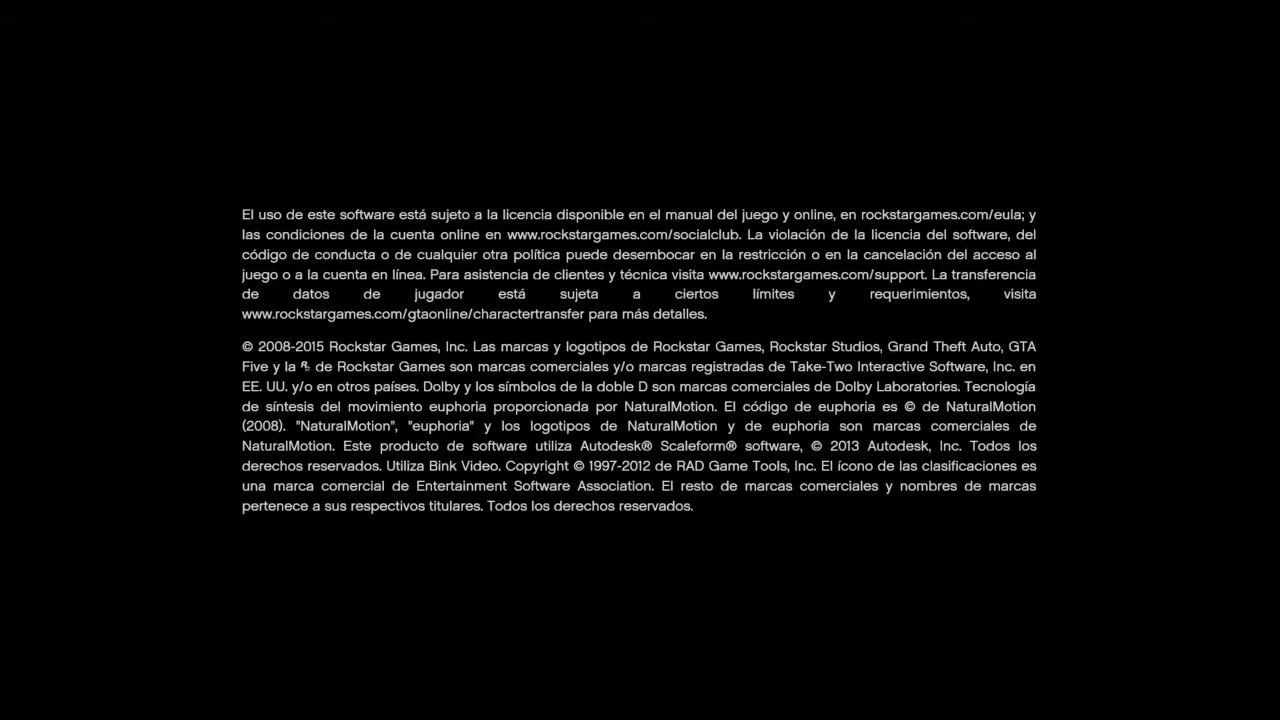 El uso de este software está sujeto a la licencia disponible en el manual del juego y online, en rockstargames.com/eula; y
las condiciones de la cuenta online en www.rockstargames.com/socialclub. La violación de la licencia del software, del
código de conducta o de cualquier otra política puede desembocar en la restricción o en la cancelación del acceso al
juego o a la cuenta en línea. Para asistencia de clientes y técnica visita www.rockstargames.com/support. La transferencia
de datos de jugador está sujeta a ciertos límites y requerimientos, visita
www.rockstargames.com/gtaonline/charactertransfer para más detalles.
© 2008-2015 Rockstar Games, Inc. Las marcas y logotipos de Rockstar Games, Rockstar Studios, Grand Theft Auto, GTA
Five y la R* de Rockstar Games son marcas comerciales y/o marcas registradas de Take-Two Interactive Software, Inc. en
EE. UU. y/o en otros países. Dolby y los símbolos de la doble D son marcas comerciales de Dolby Laboratories. Tecnología
de síntesis del movimiento euphoria proporcionada por NaturalMotion. El código de euphoria es © de NaturalMotion
(2008). "NaturalMotion", "euphoria" y los logotipos de NaturalMotion y de euphoria son marcas comerciales de
NaturalMotion. Este producto de software utiliza Autodesk® Scaleform® software, © 2013 Autodesk, Inc. Todos los
derechos reservados. Utiliza Bink Video. Copyright © 1997-2012 de RAD Game Tools, Inc. El ícono de las clasificaciones es
una marca comercial de Entertainment Software Association. El resto de marcas comerciales y nombres de marcas
pertenece a sus respectivos titulares. Todos los derechos reservados.